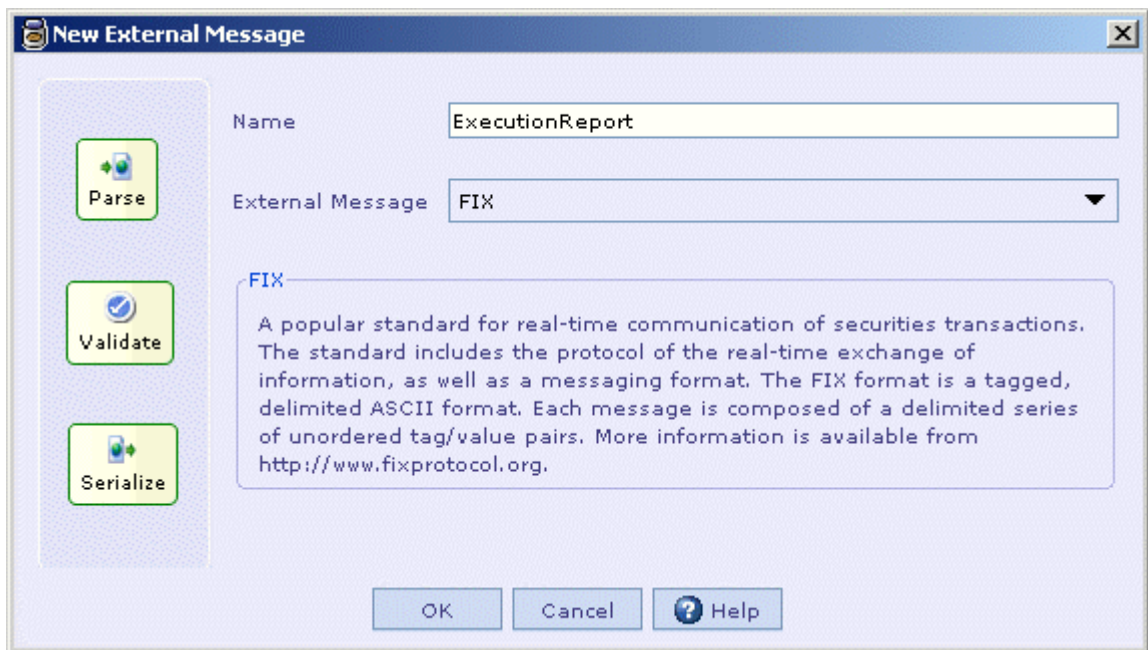 New External Message
Name
ExecutionReport
Parse
External Message
FIX
FIX
A popular standard for real-time communication of securities transactions.
The standard includes the protocol of the real-time exchange of
information, as well as a messaging format. The FIX format is a tagged,
delimited ASCII format. Each message is composed of a delimited series
of unordered tag/value pairs. More information is available from
http://www.fixprotocol.org.
Validate
Serialize
OK
Cancel
Help